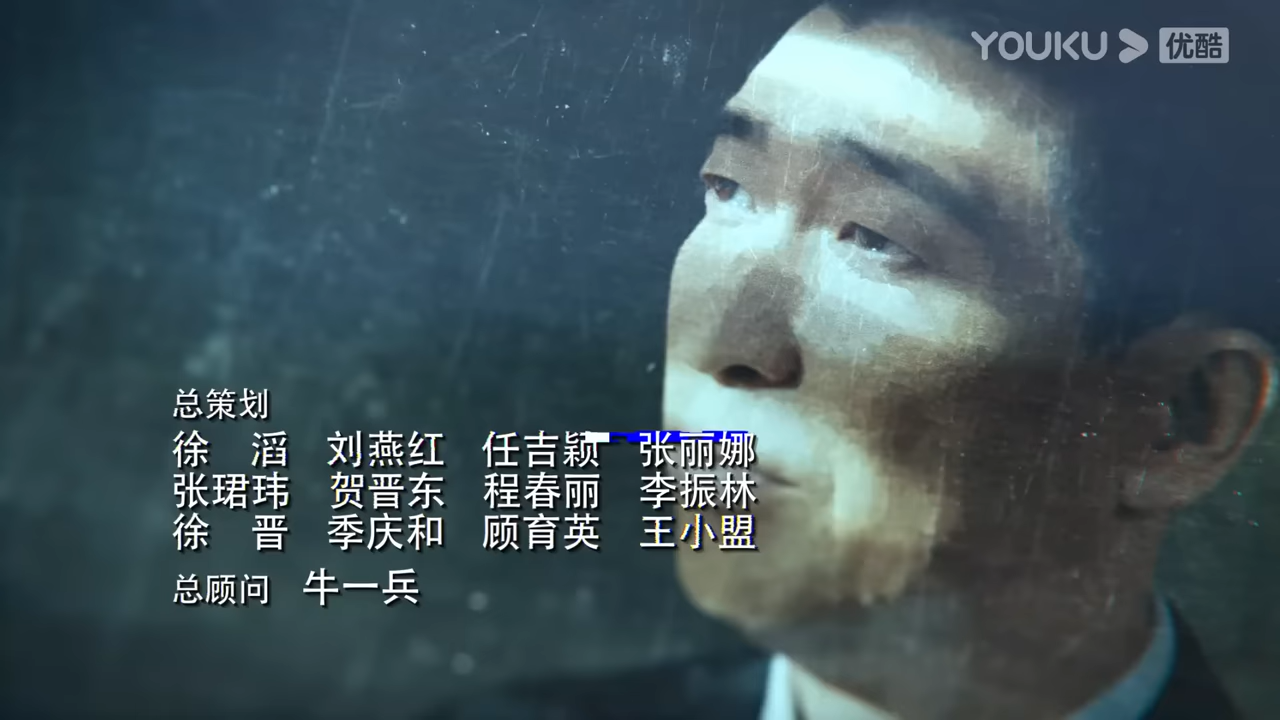 YOUKU 优酷
总策划
徐 滔 刘燕红 任吉颖 张丽娜
张珺玮 贺晋东 程春丽 李振林
徐 晋 季庆和 顾育英 王小盟
总顾问 牛一兵